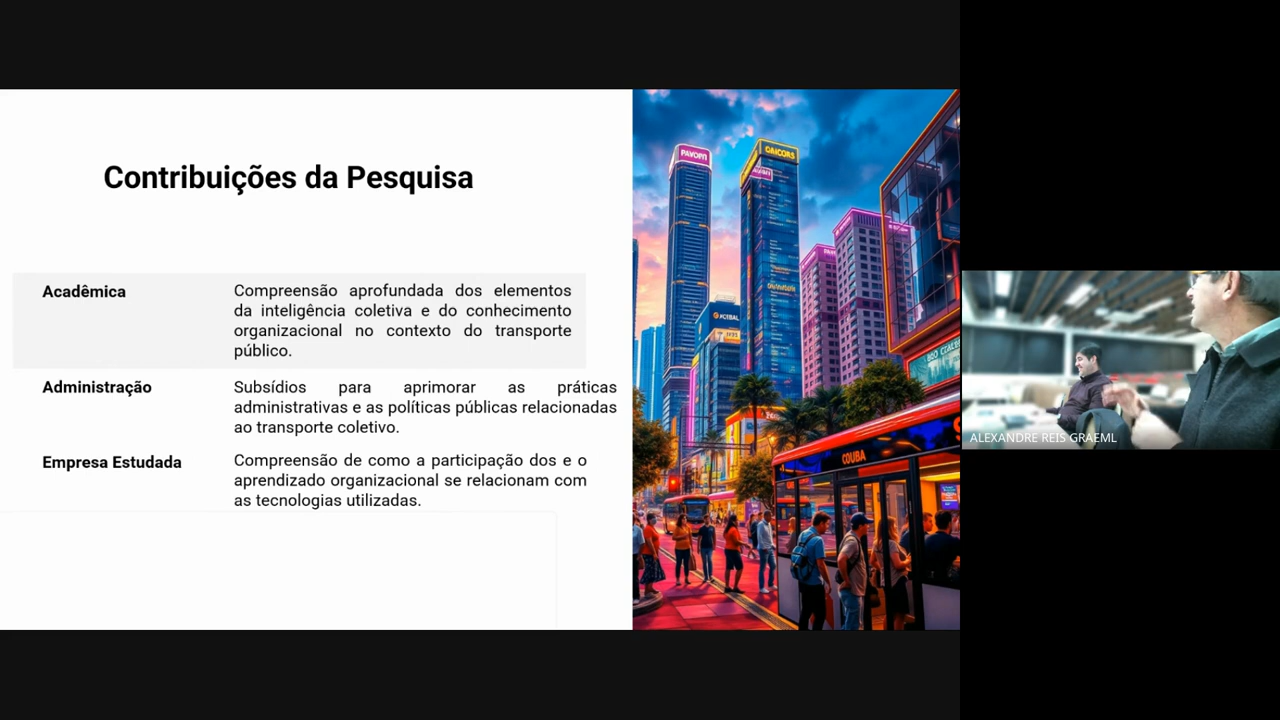 Contribuições da Pesquisa
Acadêmica
Compreensão aprofundada dos elementos
da inteligência coletiva e do conhecimento
organizacional no contexto do transporte
público.
Administração
Subsídios para aprimorar as práticas
administrativas e as políticas públicas relacionadas
ao transporte coletivo.
Empresa Estudada
Compreensão de como a participação dos e o
aprendizado organizacional se relacionam com
as tecnologias utilizadas.
COUBA
ALEXANDRE REIS GRAEML